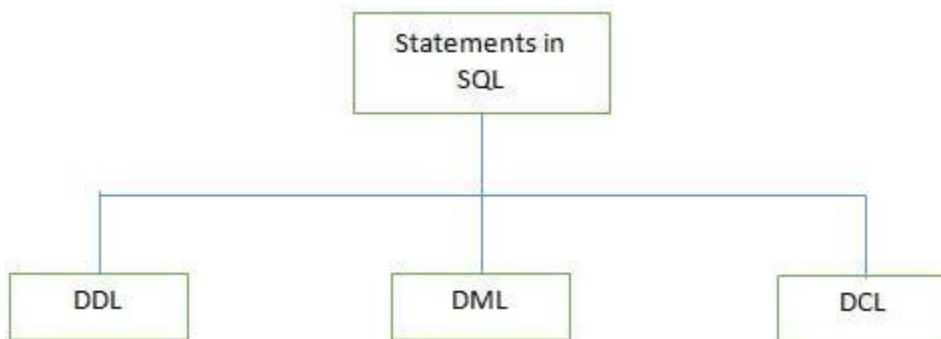 Statements in
SQL
DDL
DML
DCL